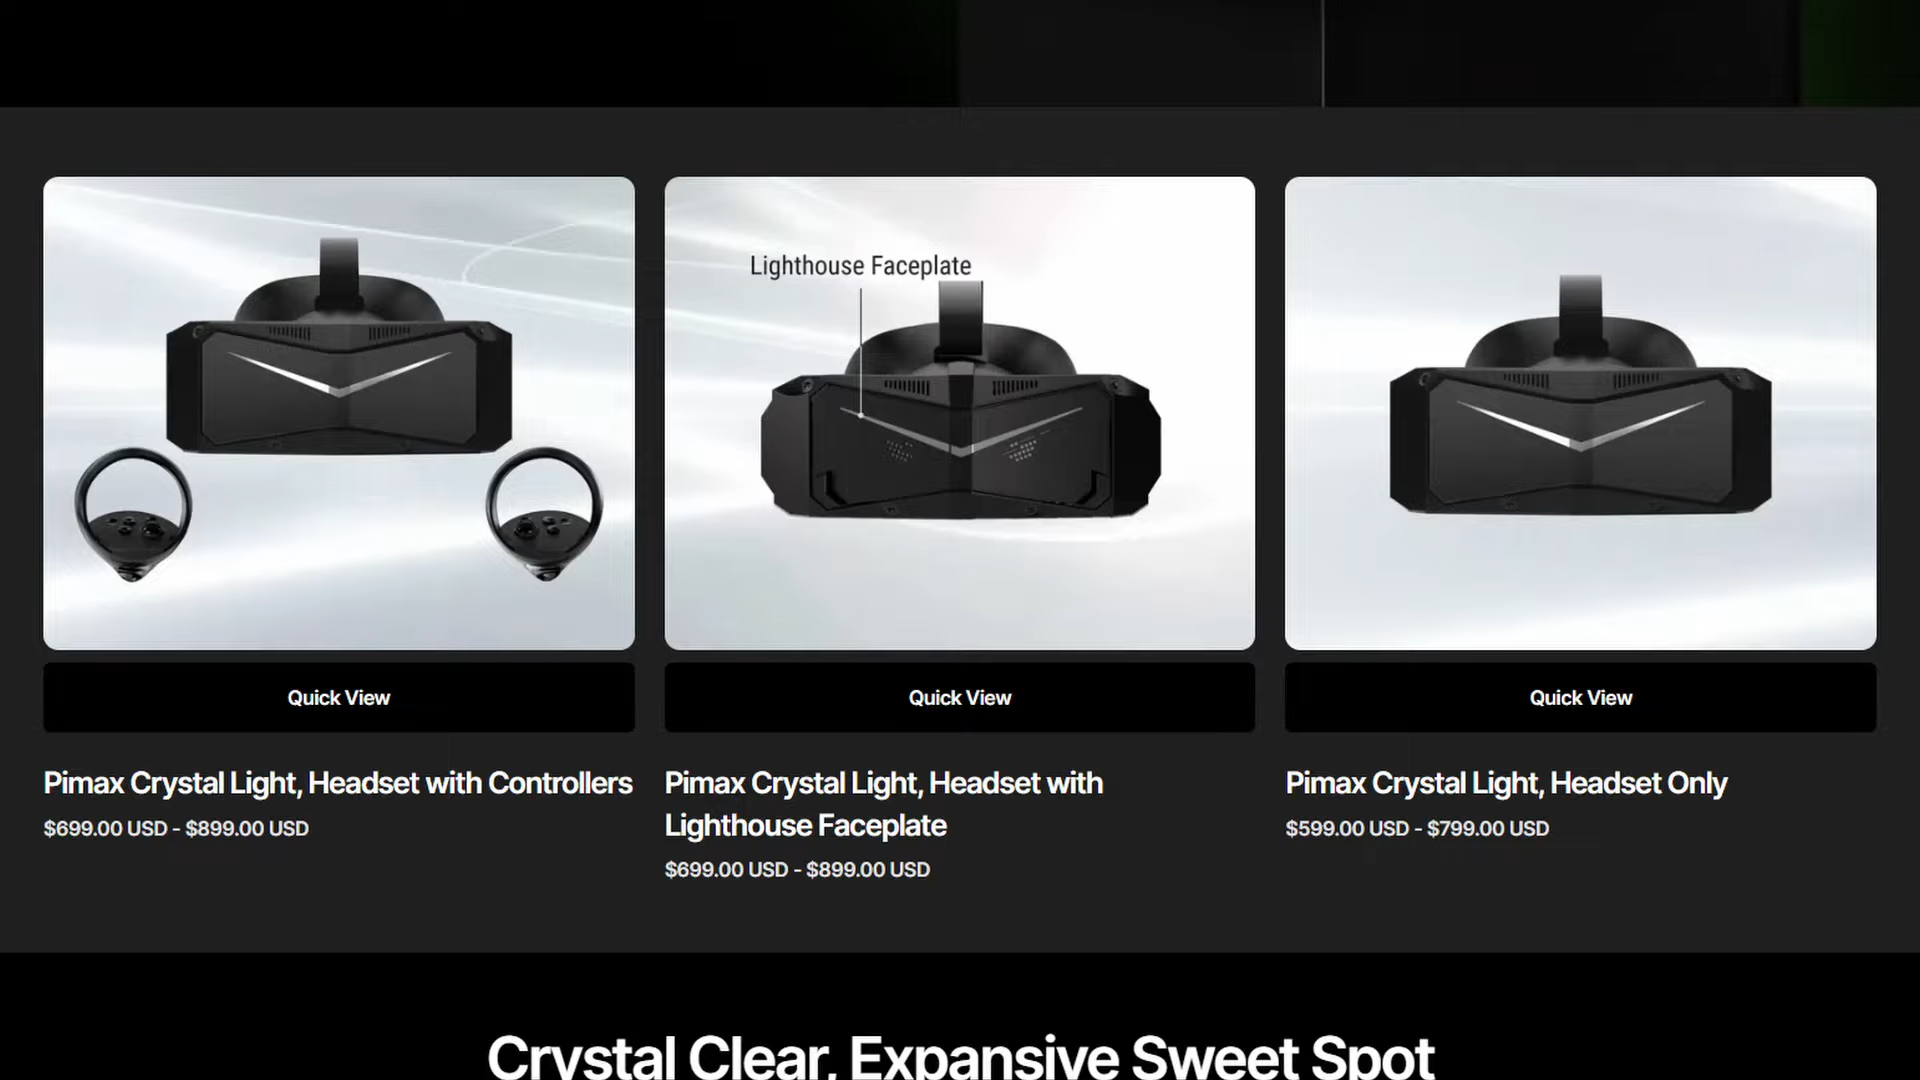 Lighthouse Faceplate
Quick View
Quick View
Quick View
Pimax Crystal Light, Headset with Controllers
$699.00 USD - $899.00 USD
Pimax Crystal Light, Headset with
Lighthouse Faceplate
$699.00 USD - $899.00 USD
Pimax Crystal Light, Headset Only
$599.00 USD - $799.00 USD
Crystal Clear, Expansive Sweet Spot